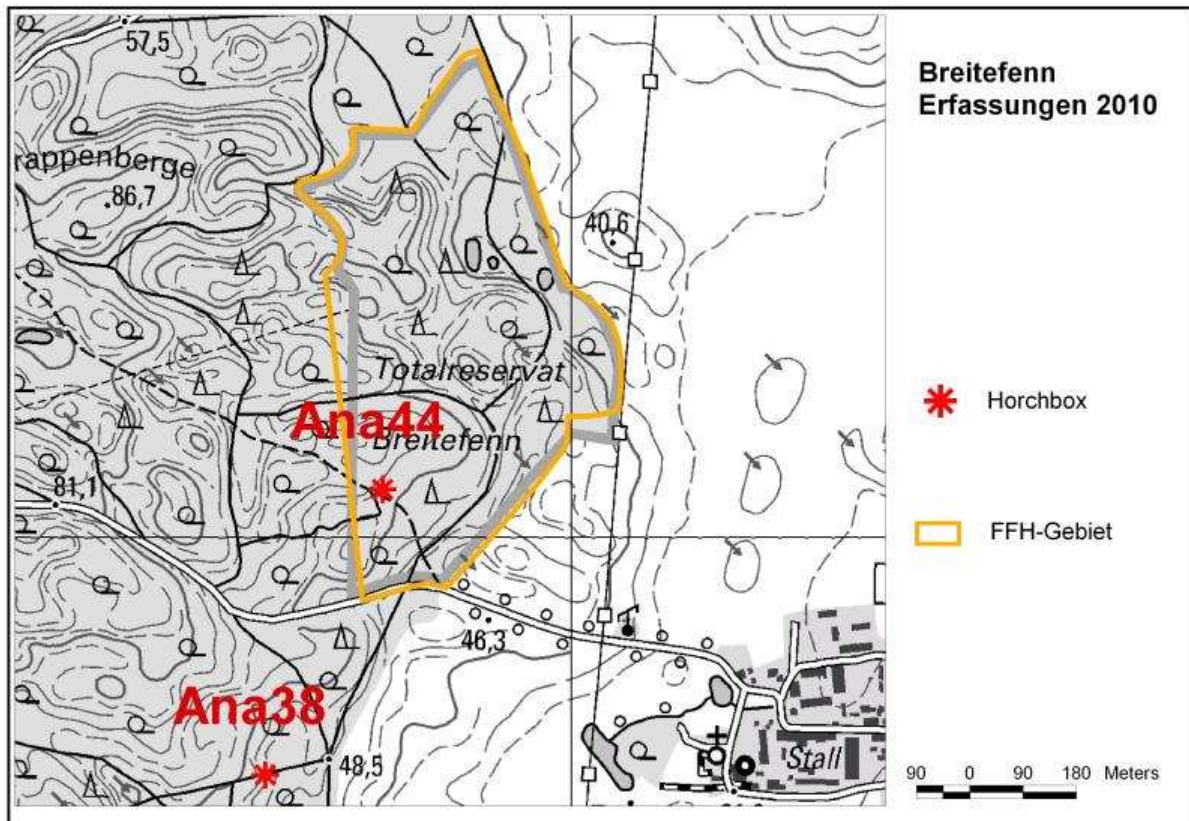 57,5
Breitefenn
Erfassungen 2010
rappenberge
86,7
40,6
Totalreservat
Ana44
Horchbox
Breitefenn
81,1
FFH-Gebiet
46,3
Ana38
48,5
Stall
90 0 90 180 Meters